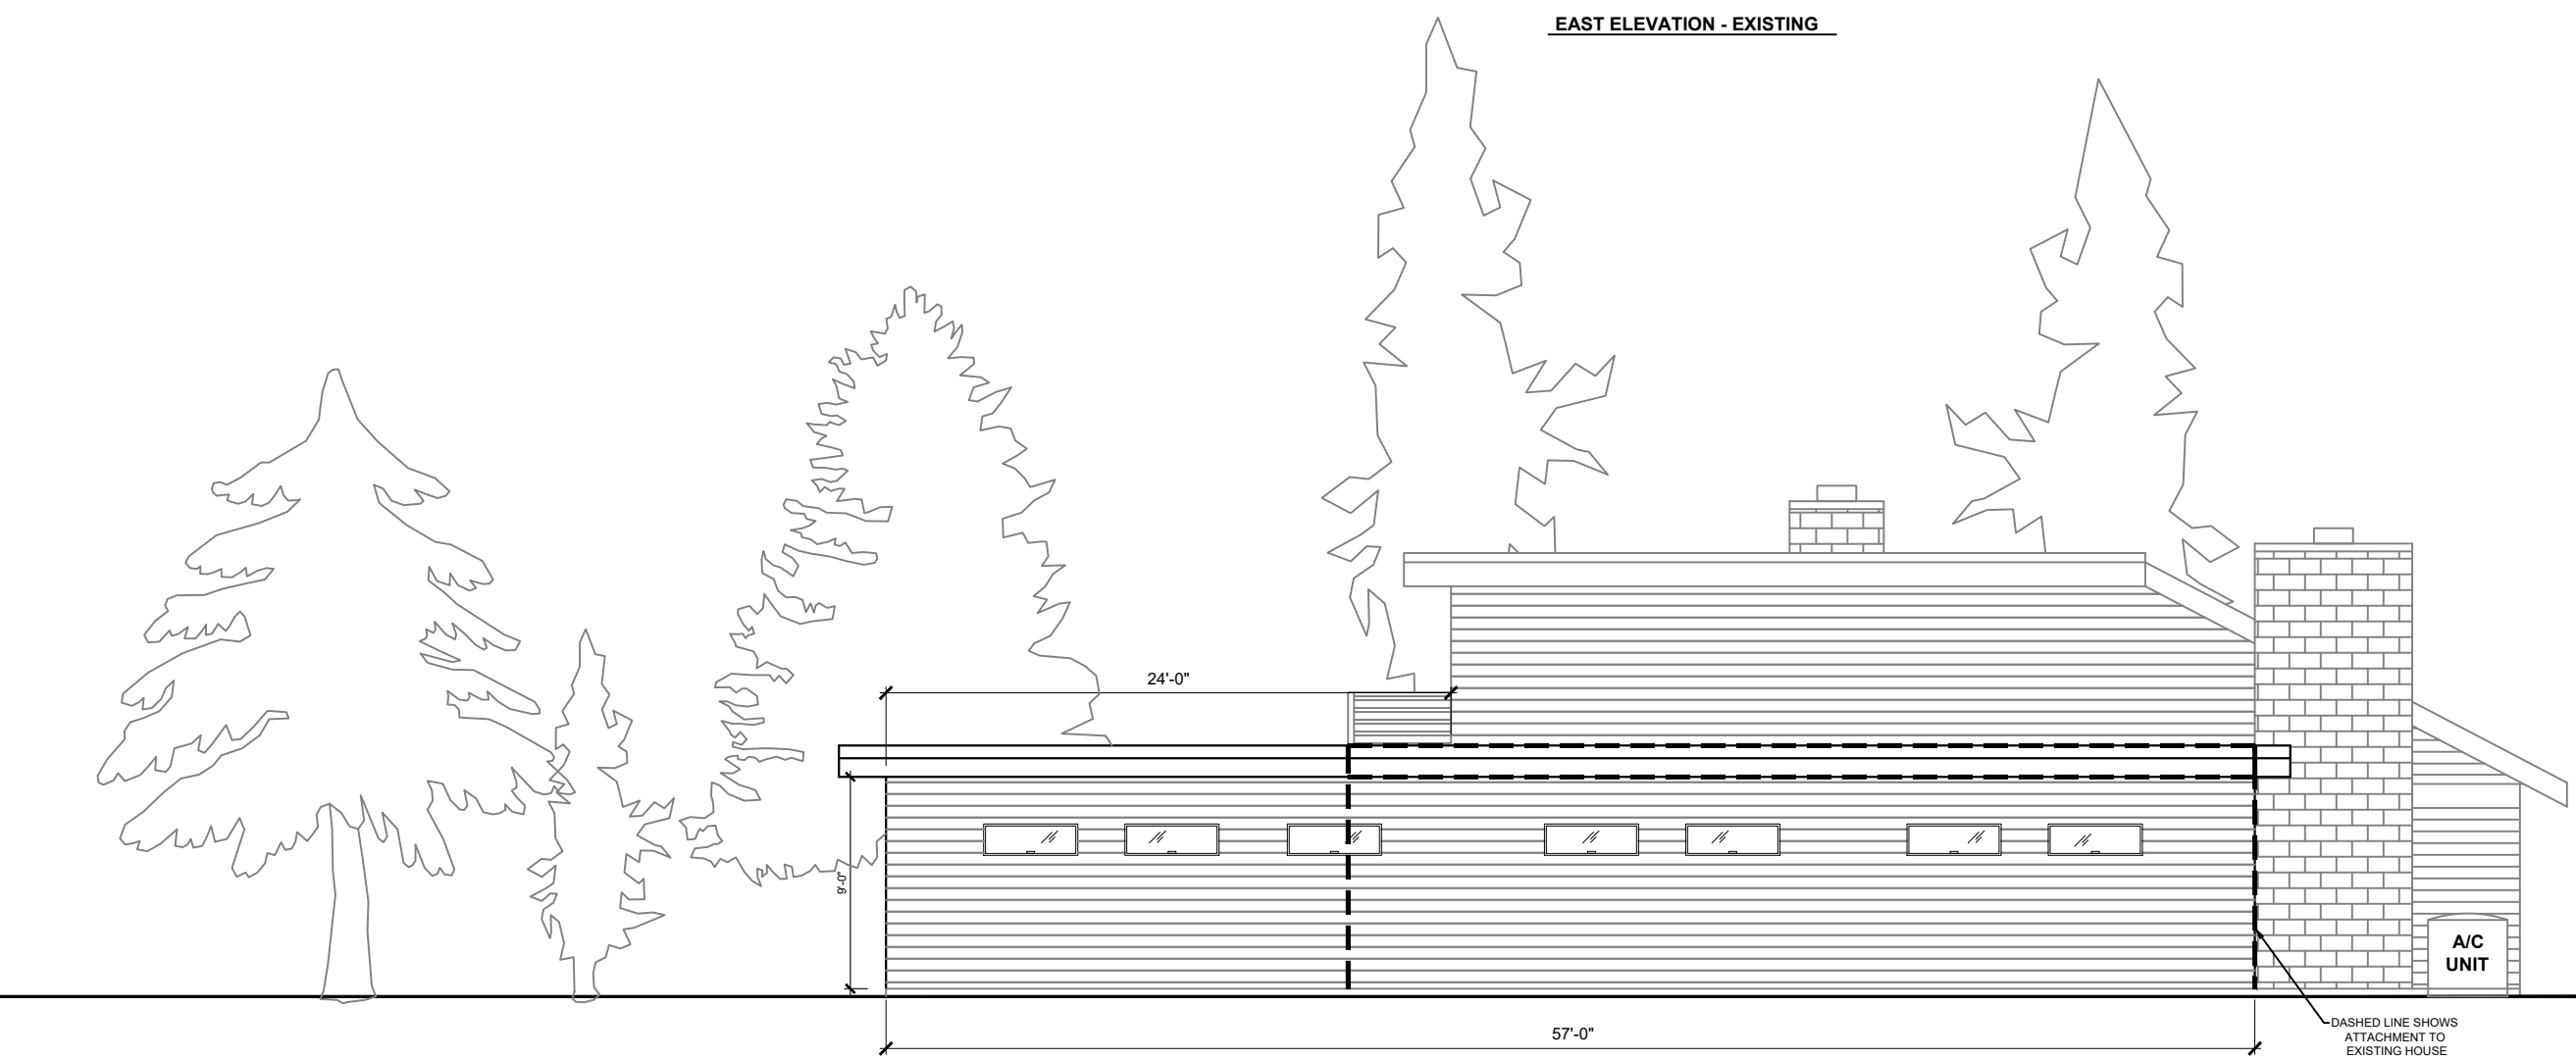 EAST ELEVATION - EXISTING
24'-0"
9'-0"
A/C
UNIT
57'-0"
DASHED LINE SHOWS
ATTACHMENT TO
EXISTING HOUSE